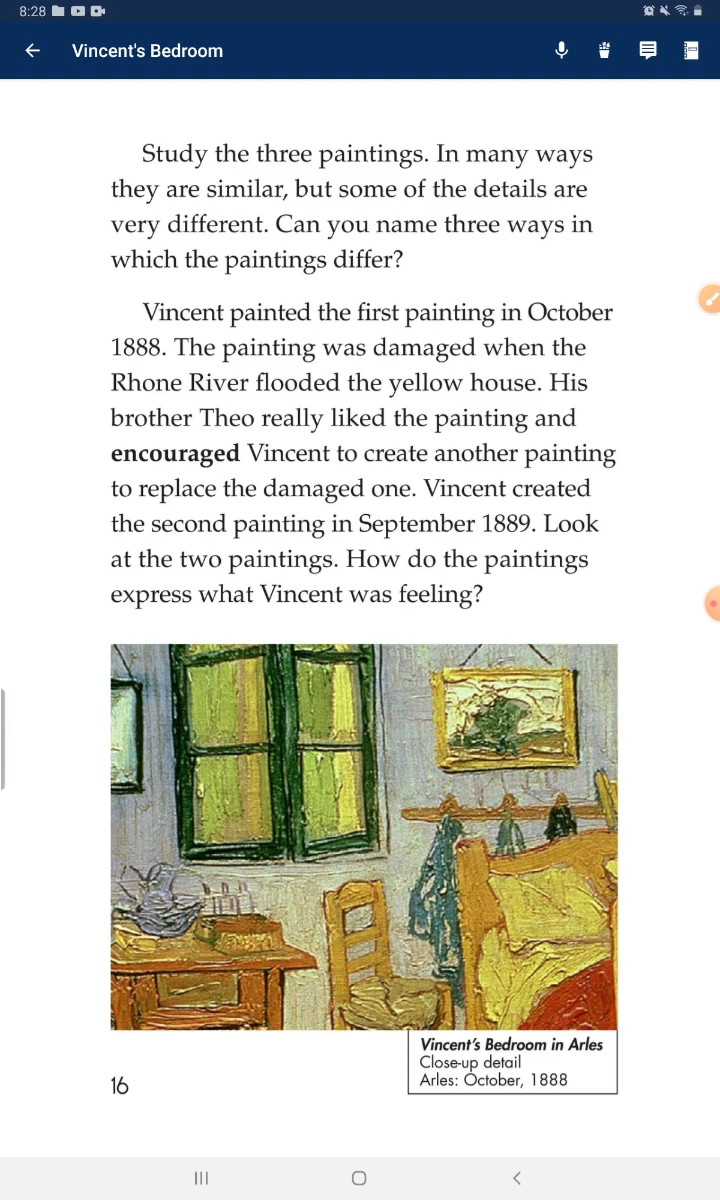 8:28
Vincent's Bedroom
Study the three paintings. In many ways
they are similar, but some of the details are
very different. Can you name three ways in
which the paintings differ?
Vincent painted the first painting in October
1888. The painting was damaged when the
Rhone River flooded the yellow house. His
brother Theo really liked the painting and
encouraged Vincent to create another painting
to replace the damaged one. Vincent created
the second painting in September 1889. Look
at the two paintings. How do the paintings
express what Vincent was feeling?
Vincent's Bedroom in Arles
Close-up detail
Arles: October, 1888
16